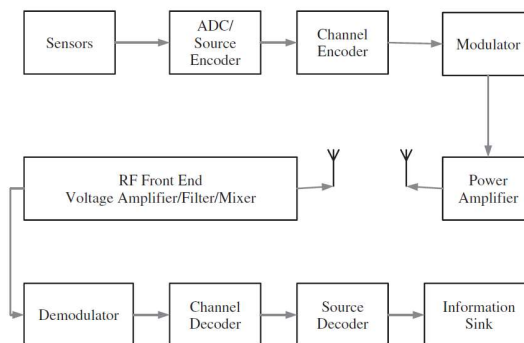 Sensors
ADC/
Source
Encoder
Channel
Encoder
Modulator
RF Front End
Voltage Amplifier/Filter/Mixer
Power
Amplifier
Demodulator
Channel
Decoder
Source
Decoder
Information
Sink